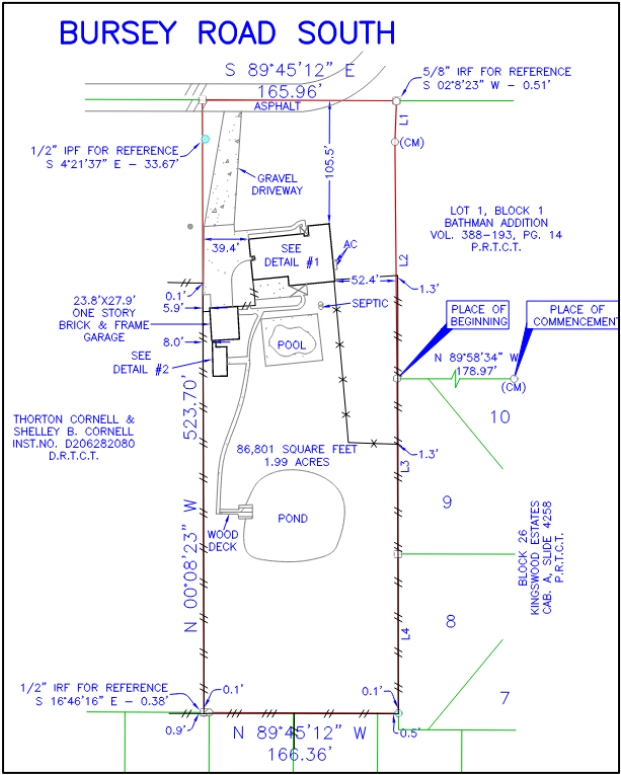 BURSEY ROAD SOUTH
S 89°45'12" E
165.96'
ASPHALT
5/8" IRF FOR REFERENCE
S 02°8'23" W - 0.51'
L1
(CM)
1/2" IPF FOR REFERENCE
S 4°21'37" E - 33.67'
105.5'
GRAVEL
DRIVEWAY
LOT 1, BLOCK 1
BATHMAN ADDITION
VOL. 388-193, PG. 14
P.R.T.C.T.
39.4'
SEE
DETAIL #1
AC
L2
52.4'
1.3'
0.1'
5.9'
SEPTIC
23.8'X27.9'
ONE STORY
BRICK & FRAME
GARAGE
8.0'
SEE
DETAIL #2
POOL
PLACE OF
BEGINNING
PLACE OF
COMMENCEMENT
N 89°58'34" W
178.97'
(CM)
10
THORTON CORNELL &
SHELLEY B. CORNELL
INST.NO. D206282080
D.R.T.C.T.
N 00°08'23" W
523.70'
86,801 SQUARE FEET
1.99 ACRES
1.3'
L3
9
POND
WOOD
DECK
BLOCK 26
KINGSWOOD ESTATES
CAB. A, SLIDE 4258
P.R.T.C.T.
8
L4
7
1/2" IRF FOR REFERENCE
S 16°46'16" E - 0.38'
0.1'
0.1'
0.9'
0.5'
N 89°45'12" W
166.36'